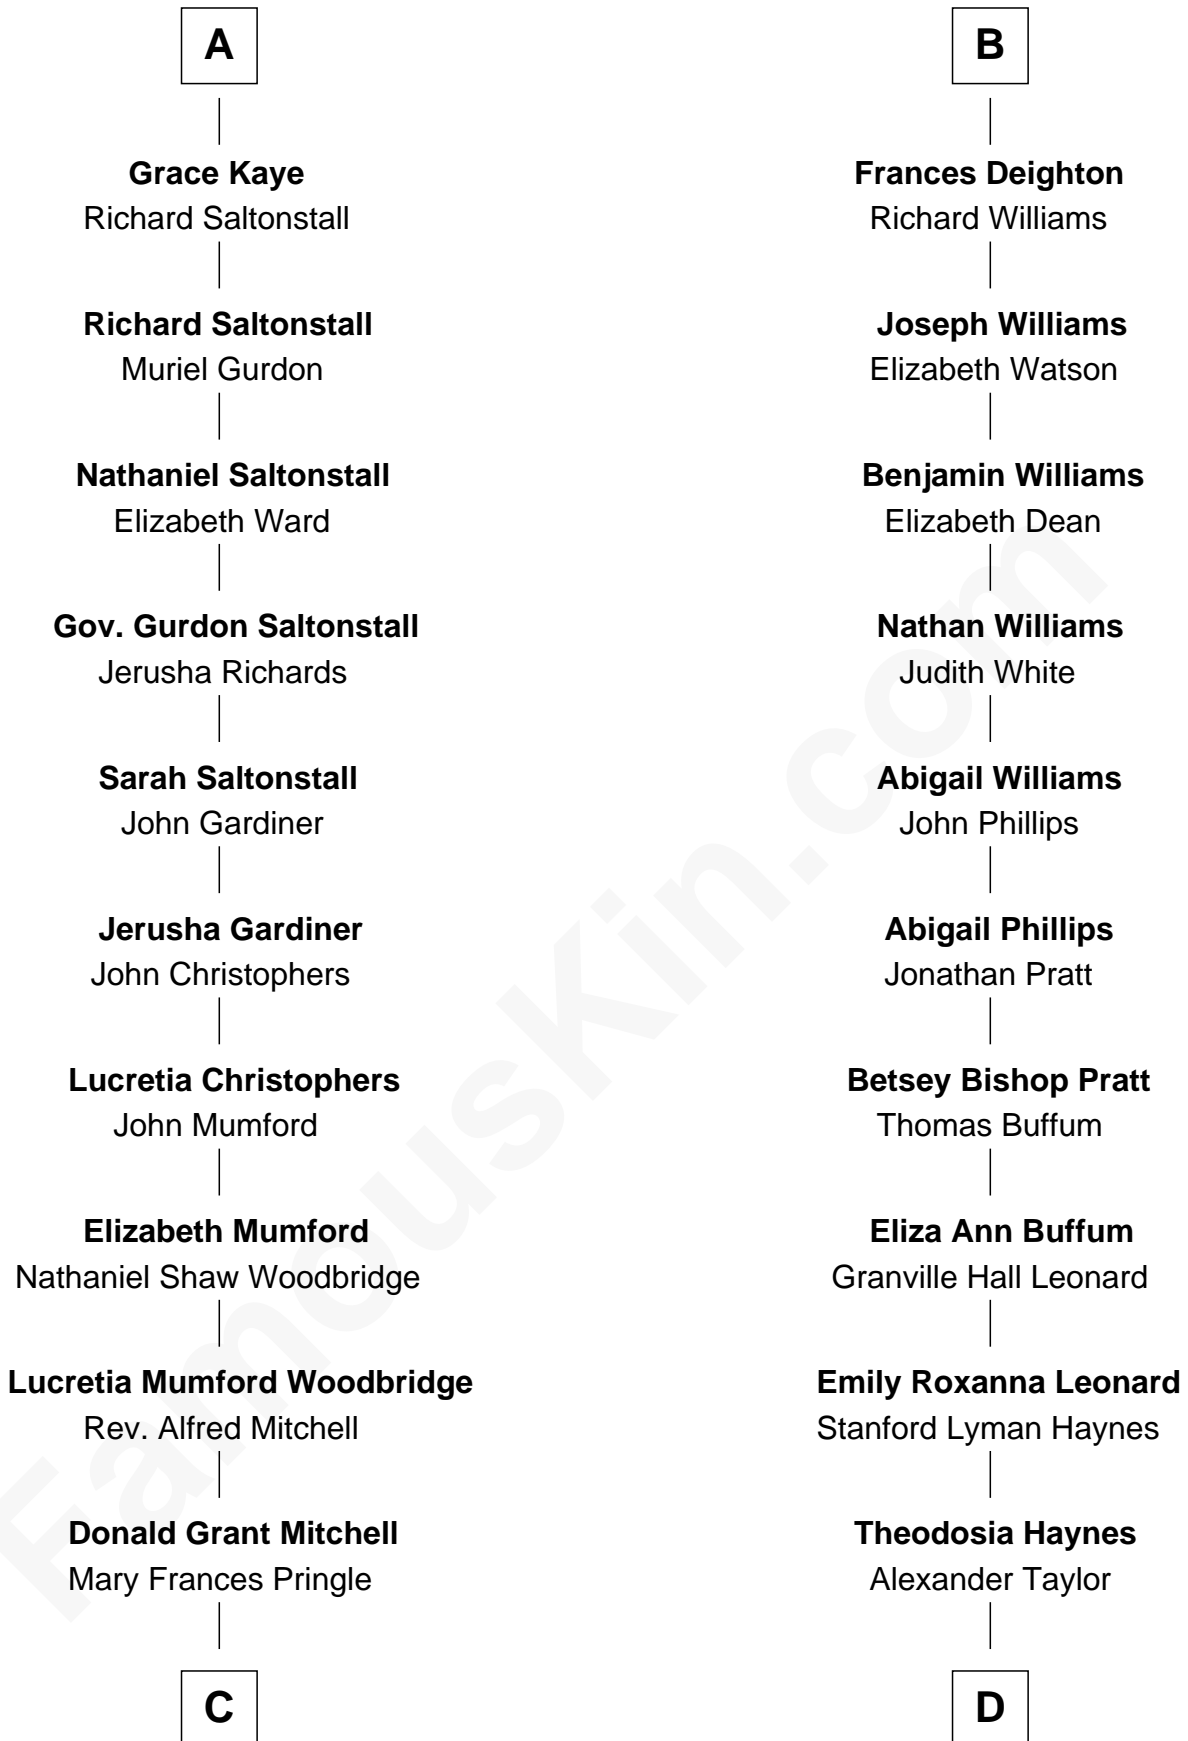 A
Grace Kaye
Richard Saltonstall
Richard Saltonstall
Muriel Gurdon
Nathaniel Saltonstall
Elizabeth Ward
Gov. Gurdon Saltonstall
Jerusha Richards
Sarah Saltonstall
John Gardiner
Jerusha Gardiner
John Christophers
Lucretia Christophers
John Mumford
Elizabeth Mumford
Nathaniel Shaw Woodbridge
Lucretia Mumford Woodbridge
Rev. Alfred Mitchell
Donald Grant Mitchell
Mary Frances Pringle
C
B
Frances Deighton
Richard Williams
Joseph Williams
Elizabeth Watson
Benjamin Williams
Elizabeth Dean
Nathan Williams
Judith White
Abigail Williams
John Phillips
Abigail Phillips
Jonathan Pratt
Betsey Bishop Pratt
Thomas Buffum
Eliza Ann Buffum
Granville Hall Leonard
Emily Roxanna Leonard
Stanford Lyman Haynes
Theodosia Haynes
Alexander Taylor
D
FamousKin.com